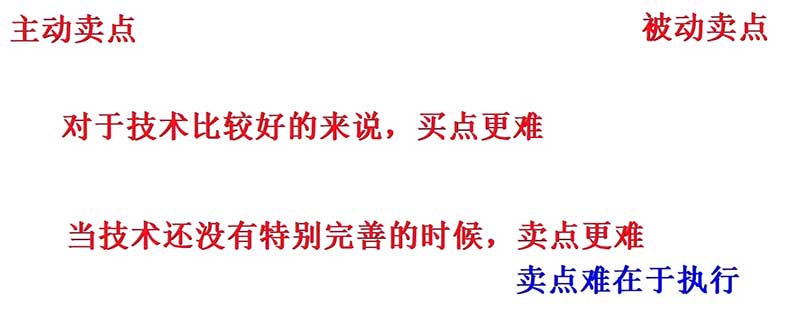 主动卖点
被动卖点
对于技术比较好的来说，买点更难
当技术还没有特别完善的时候，卖点更难
卖点难在于执行